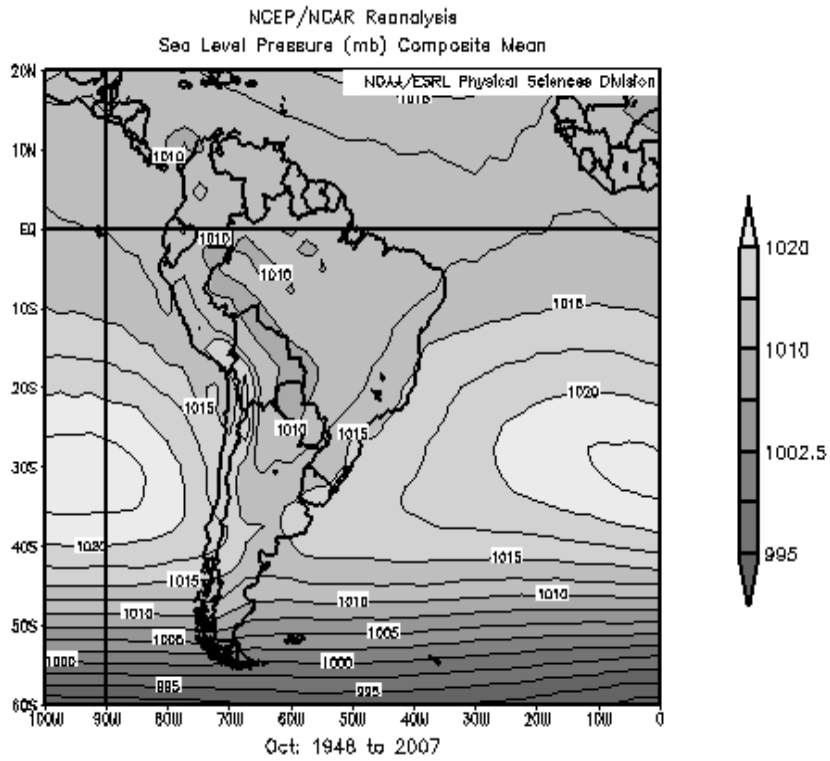 NCEP/NCAR Reanalysis
Sea Level Pressure (mb) Composite Mean
NOAA/ESRL Physical Sciences Division
20N
10N
EQ
10S
20S
30S
40S
50S
60S
1015
1010
1010
1015
1015
1020
1015
1010
1015
1020
1015
1015
1010
1010
1010
1005
1005
1000
1000
995
995
100W 90W 80W 70W 60W 50W 40W 30W 20W 10W 0
Oct: 1948 to 2007
1020
1010
1002.5
995